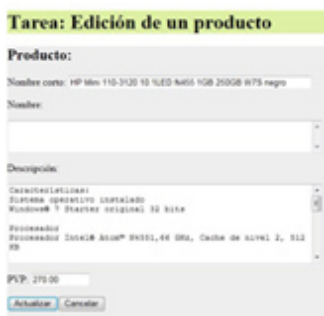 Tarea: Edición de un producto
Producto:
Nombre corto: HP Mini 110-3120 10.1LED N455 1GB 250GB W7S negro
Nombre:
Descripción:
Características:
Sistema operativo instalado
Windows® 7 Starter original 32 bits
Procesador
Procesador Intel® Atom™ N4551,66 GHz, Cache de nivel 2, 512
KB
PVP: 270.00
Actualizar Cancelar